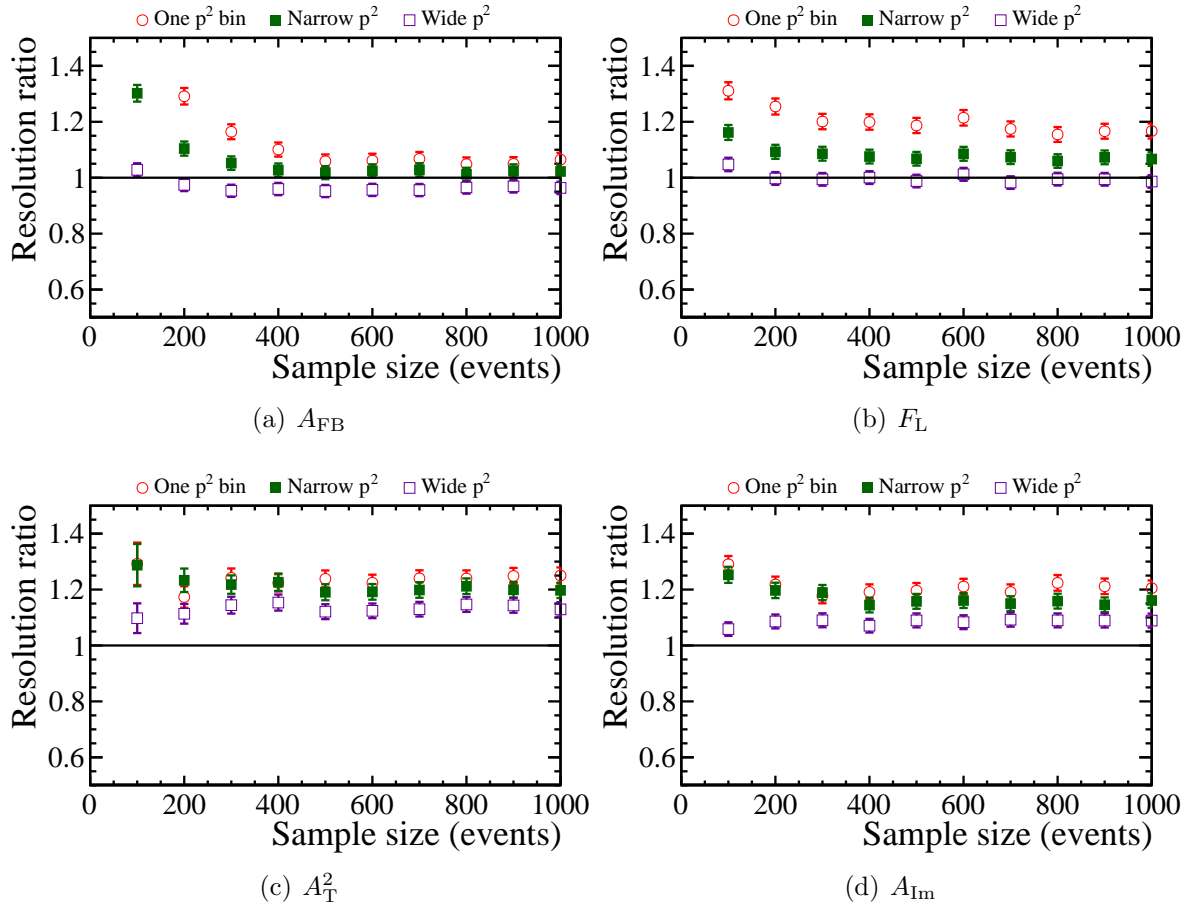 One p² bin Narrow p² Wide p²
Resolution ratio
1.4
1.2
1
0.8
0.6
0 200 400 600 800 1000
Sample size (events)
(a) A_FB
One p² bin Narrow p² Wide p²
Resolution ratio
1.4
1.2
1
0.8
0.6
0 200 400 600 800 1000
Sample size (events)
(b) F_L
One p² bin Narrow p² Wide p²
Resolution ratio
1.4
1.2
1
0.8
0.6
0 200 400 600 800 1000
Sample size (events)
(c) A_T^2
One p² bin Narrow p² Wide p²
Resolution ratio
1.4
1.2
1
0.8
0.6
0 200 400 600 800 1000
Sample size (events)
(d) A_Im